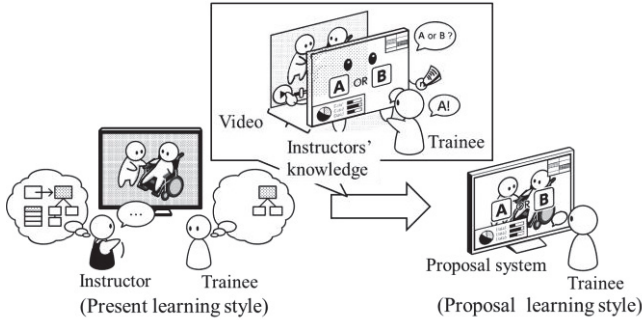 A or B ?
A OR B
A!
Video
Instructors'
knowledge
Trainee
...
Instructor
Trainee
(Present learning style)
A OR B
Proposal system
Trainee
(Proposal learning style)